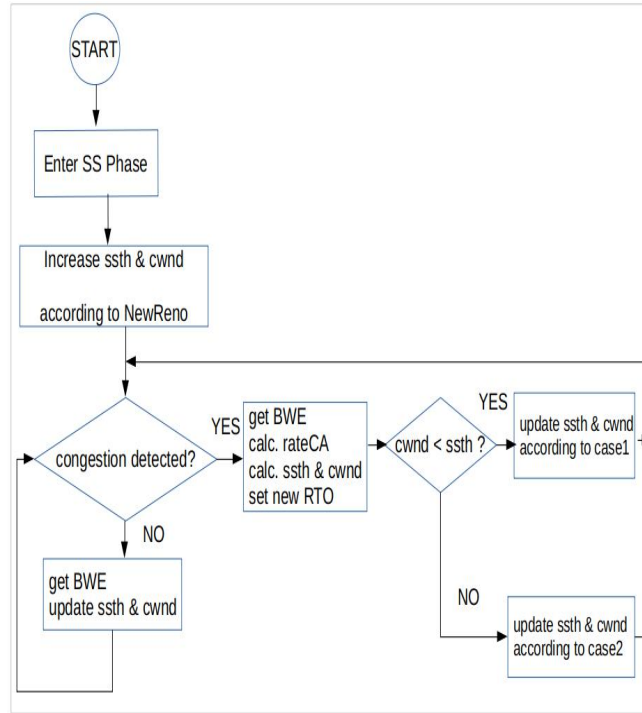 START
Enter SS Phase
Increase ssth & cwnd
according to NewReno
congestion detected?
YES
get BWE
calc. rateCA
calc. ssth & cwnd
set new RTO
cwnd < ssth ?
YES
update ssth & cwnd
according to case1
NO
get BWE
update ssth & cwnd
NO
update ssth & cwnd
according to case2